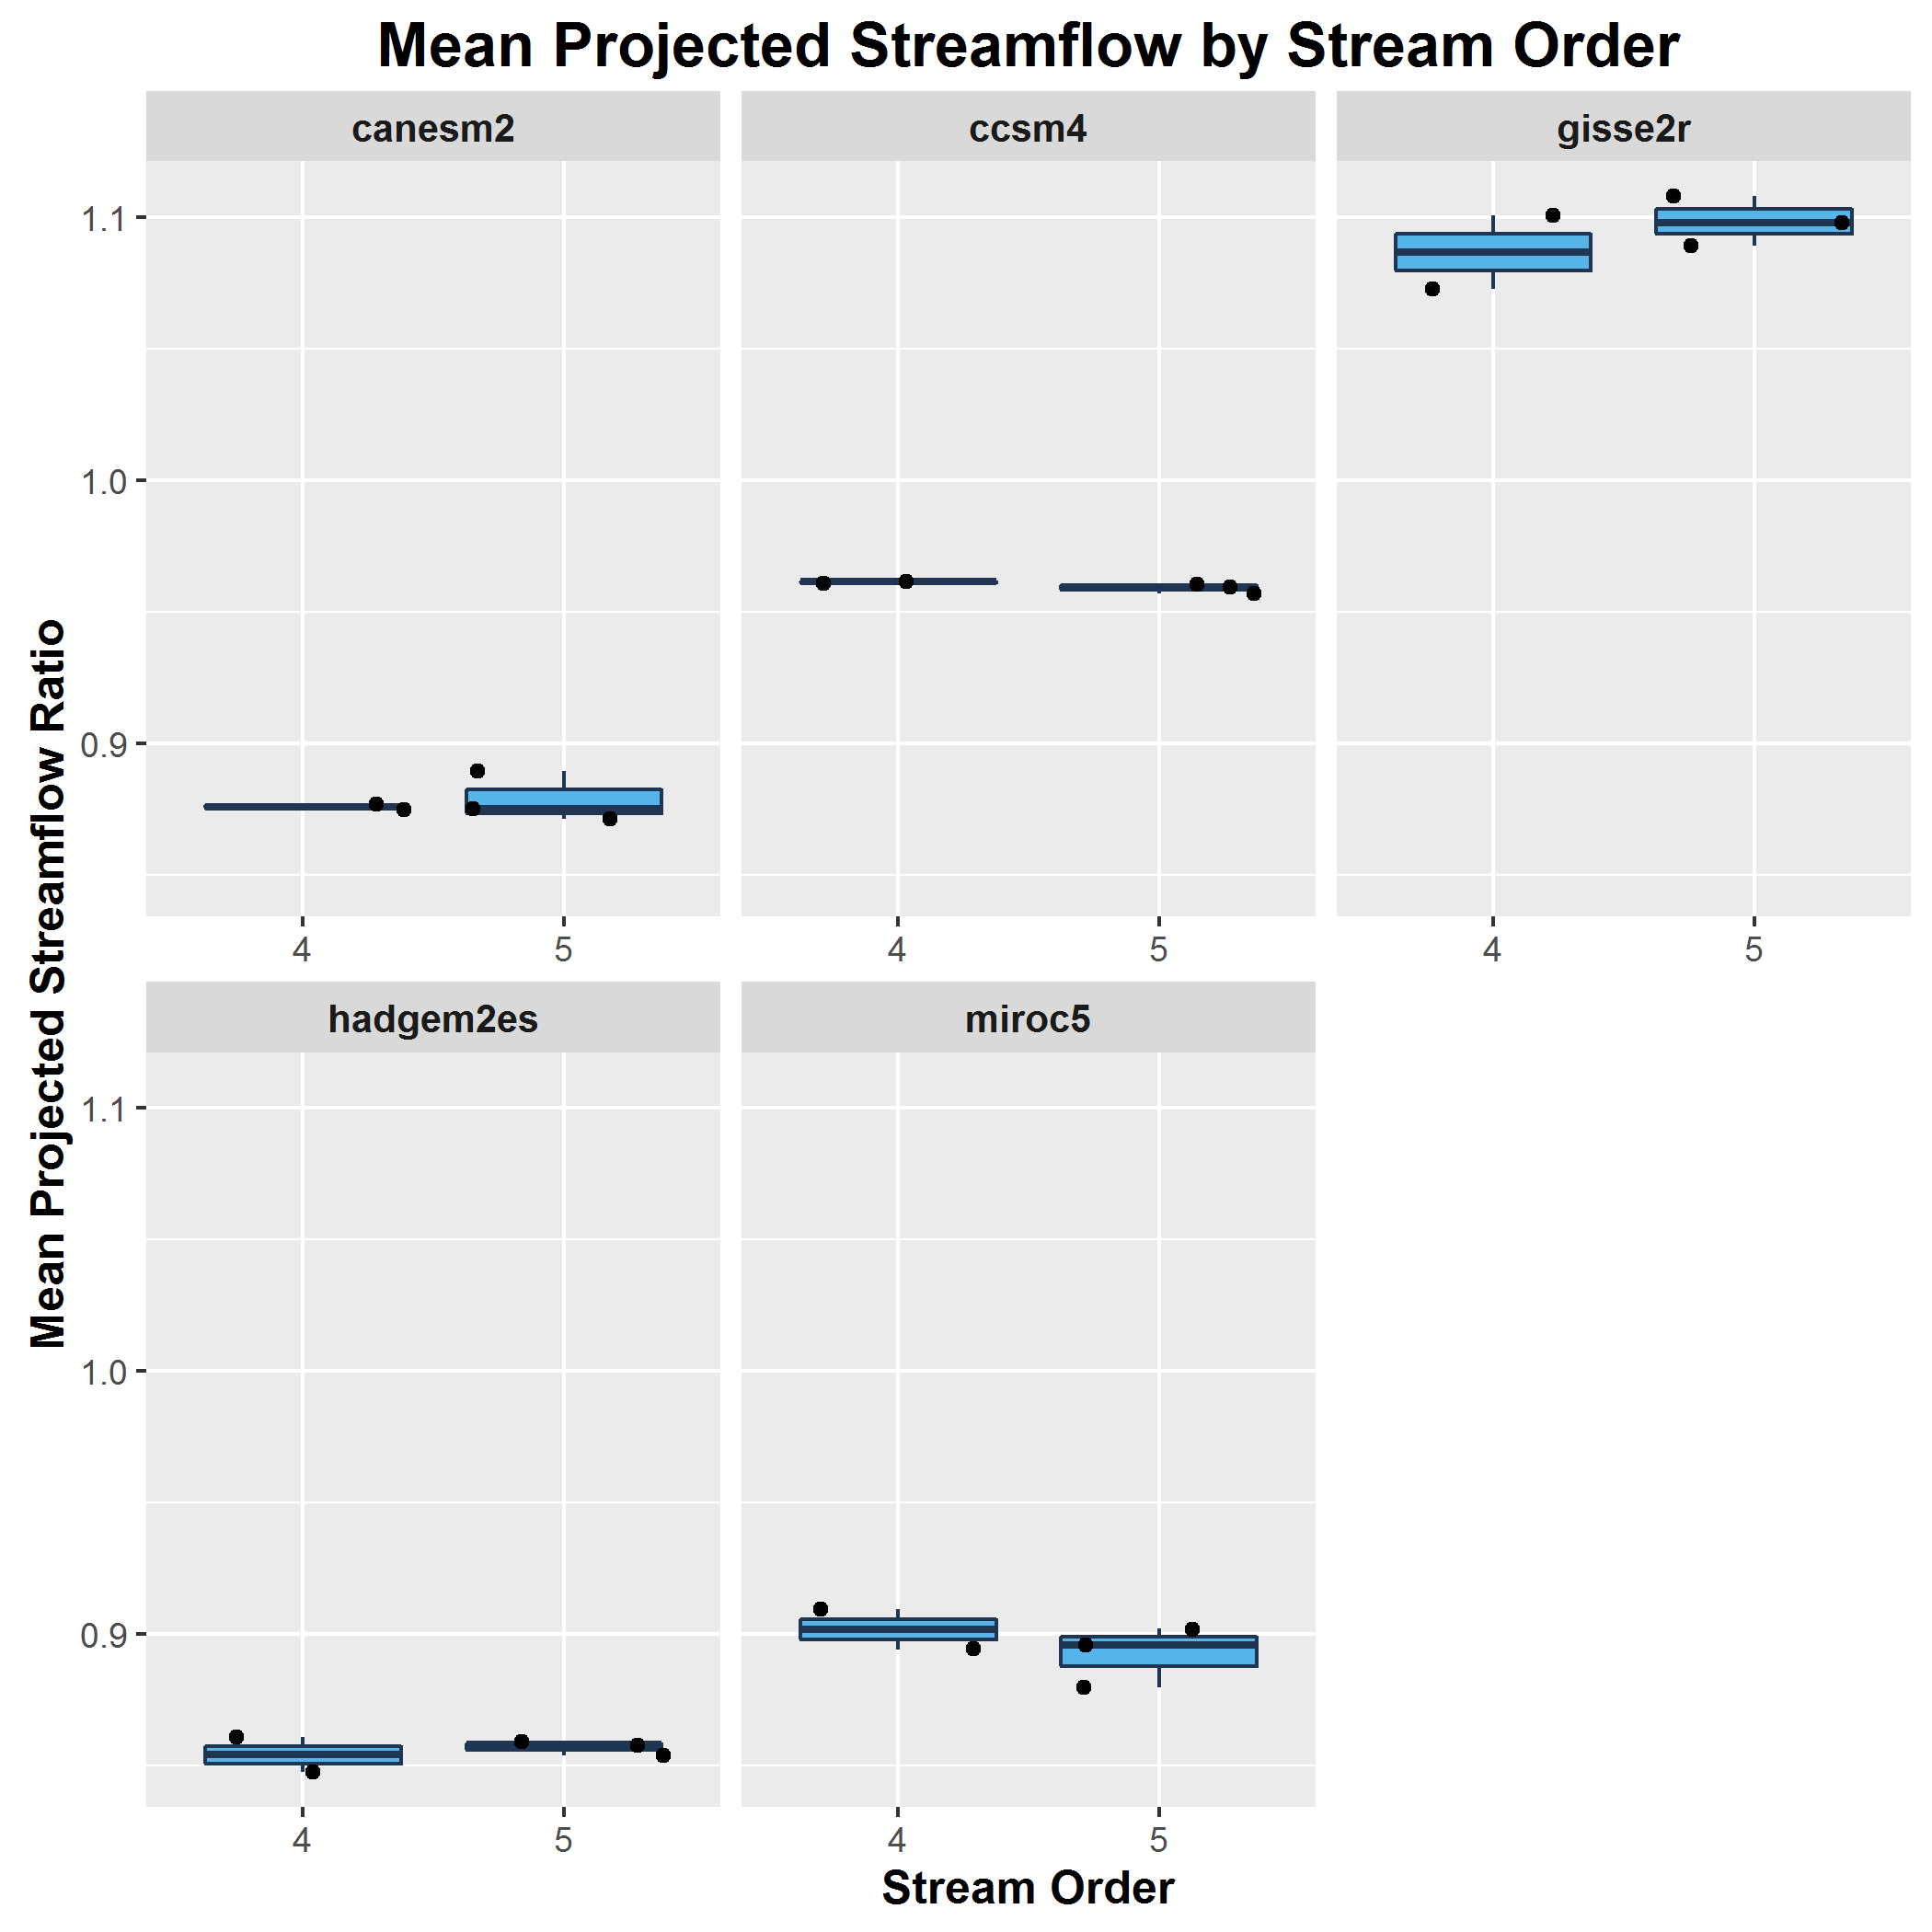 Mean Projected Streamflow by Stream Order
canesm2 ccsm4 gisse2r
1.1
1.0
0.9
4 5 4 5 4 5
hadgem2es miroc5
1.1
1.0
0.9
4 5 4 5
Stream Order
Mean Projected Streamflow Ratio